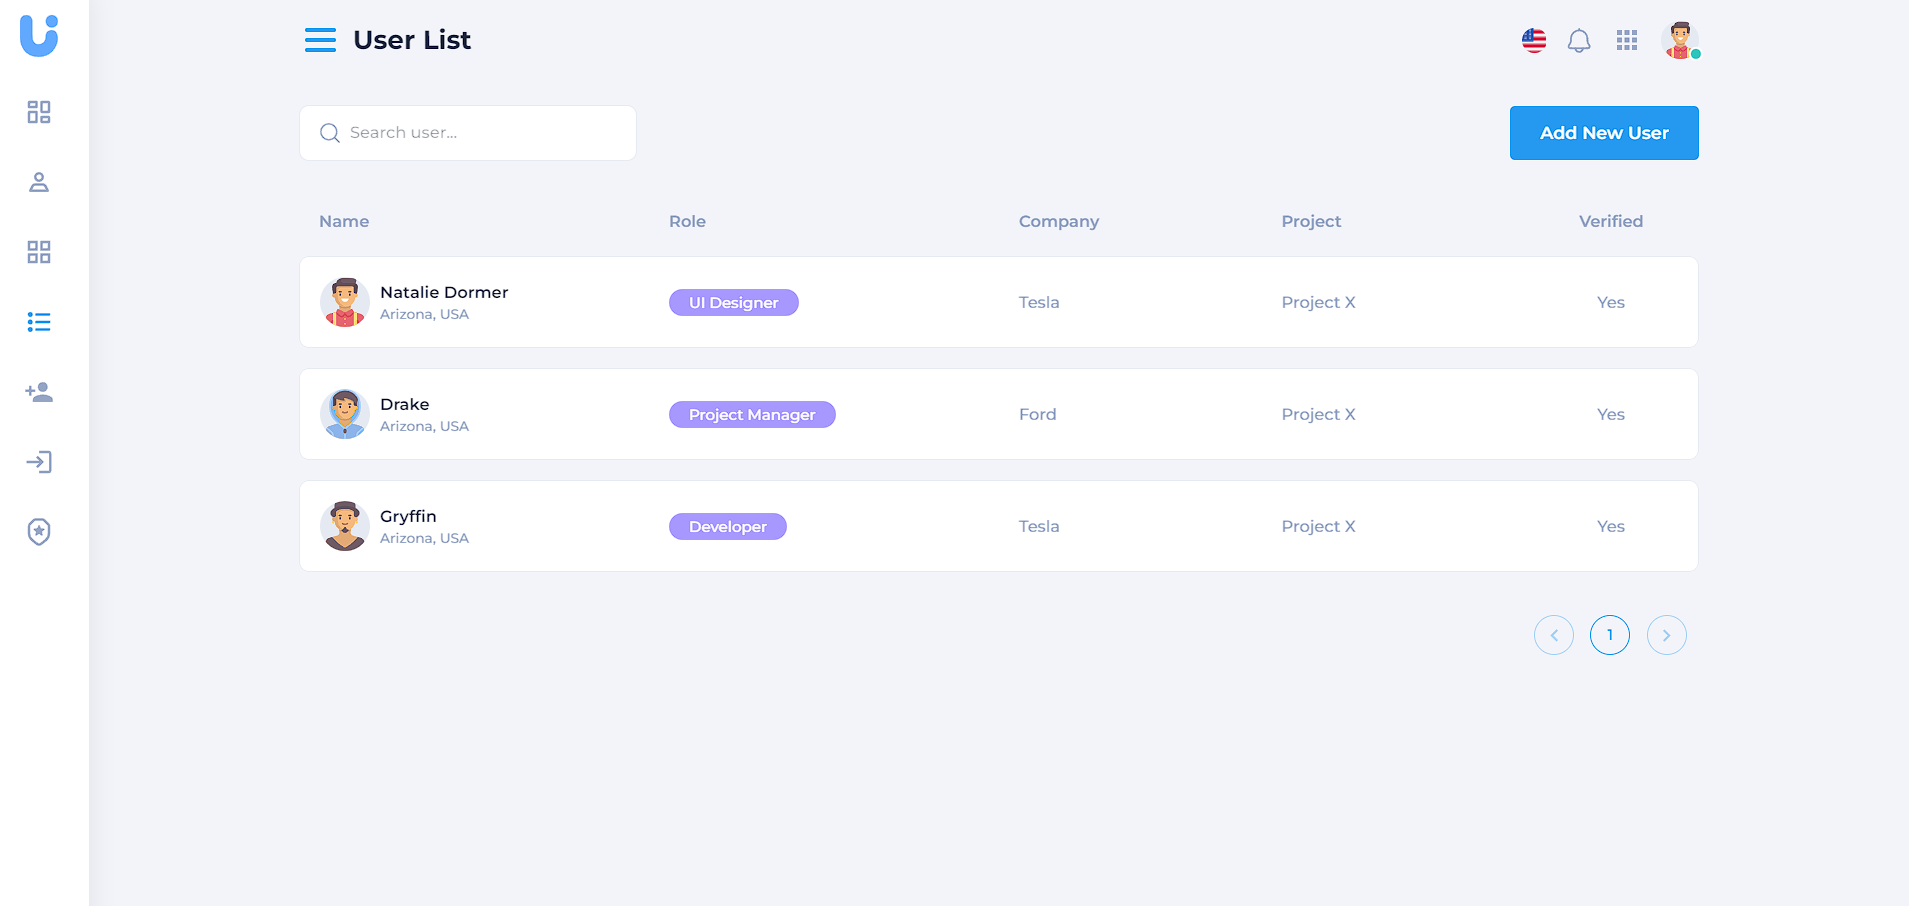 User List
Search user...
Add New User
Name Role Company Project Verified
Natalie Dormer
Arizona, USA
UI Designer
Tesla
Project X
Yes
Drake
Arizona, USA
Project Manager
Ford
Project X
Yes
Gryffin
Arizona, USA
Developer
Tesla
Project X
Yes
1